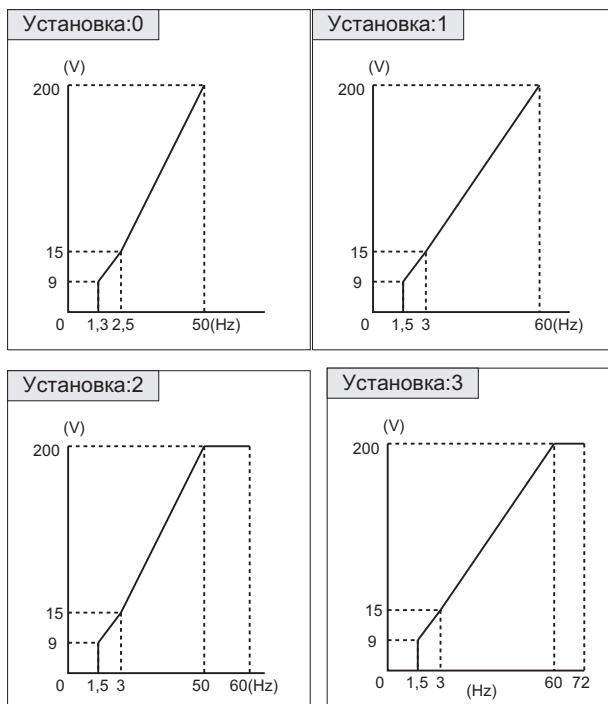 Установка:0
(V)
200
15
9
0 1,3 2,5 50(Hz)
Установка:1
(V)
200
15
9
0 1,5 3 60(Hz)
Установка:2
(V)
200
15
9
0 1,5 3 50 60(Hz)
Установка:3
(V)
200
15
9
0 1,5 3 (Hz) 60 72